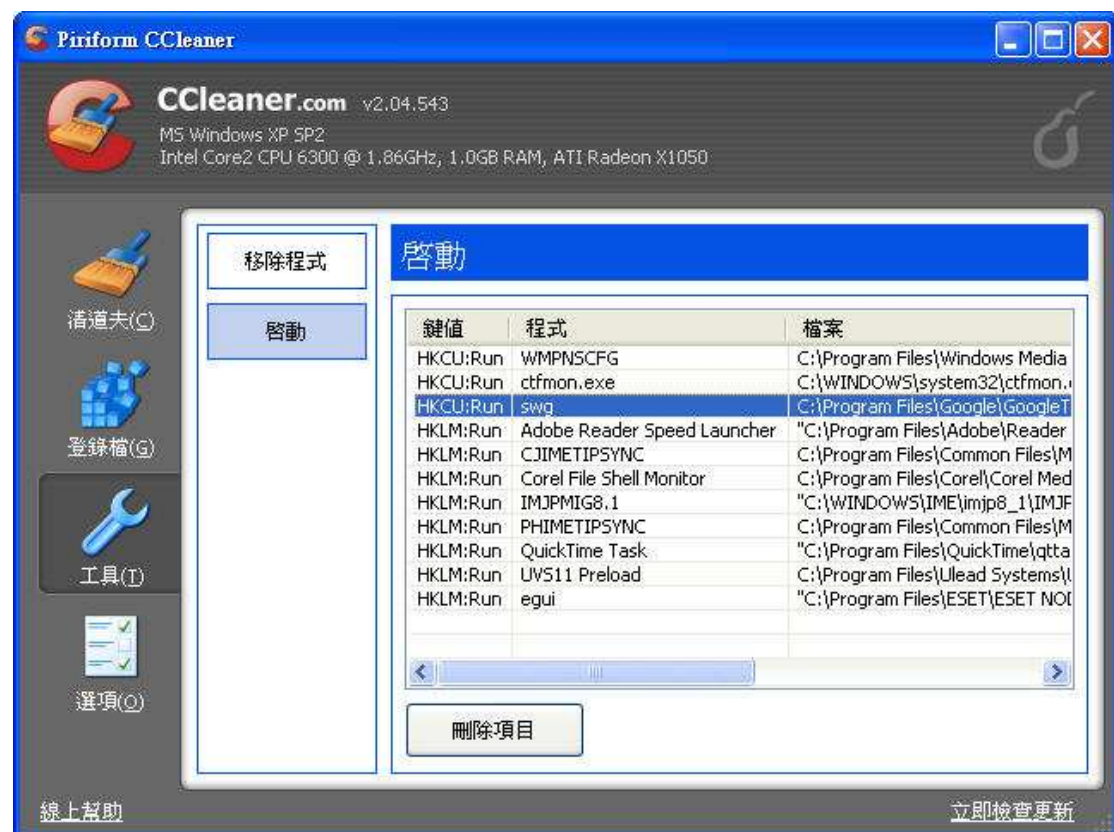 Piriform CCleaner
CCleaner.com v2.04.543
MS Windows XP SP2
Intel Core2 CPU 6300 @ 1.86GHz, 1.0GB RAM, ATI Radeon X1050
清道夫(C)
登錄檔(G)
工具(T)
選項(O)
移除程式
啟動
啟動
鍵值 程式 檔案
HKCU:Run WMPNSCFG C:\Program Files\Windows Media
HKCU:Run ctfmon.exe C:\WINDOWS\system32\ctfmon.
HKCU:Run swg C:\Program Files\Google\GoogleT
HKLM:Run Adobe Reader Speed Launcher "C:\Program Files\Adobe\Reader
HKLM:Run CJIMETIPSYNC C:\Program Files\Common Files\M
HKLM:Run Corel File Shell Monitor C:\Program Files\Corel\Corel Med
HKLM:Run IMJPMIG8.1 "C:\WINDOWS\IME\imjp8_1\IMJP
HKLM:Run PHIMETIPSYNC C:\Program Files\Common Files\M
HKLM:Run QuickTime Task "C:\Program Files\QuickTime\qtta
HKLM:Run UVS11 Preload C:\Program Files\Ulead Systems\U
HKLM:Run egui "C:\Program Files\ESET\ESET NOD
刪除項目
線上幫助
立即檢查更新